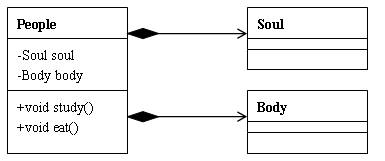 People
-Soul soul
-Body body
+void study()
+void eat()
Soul
Body